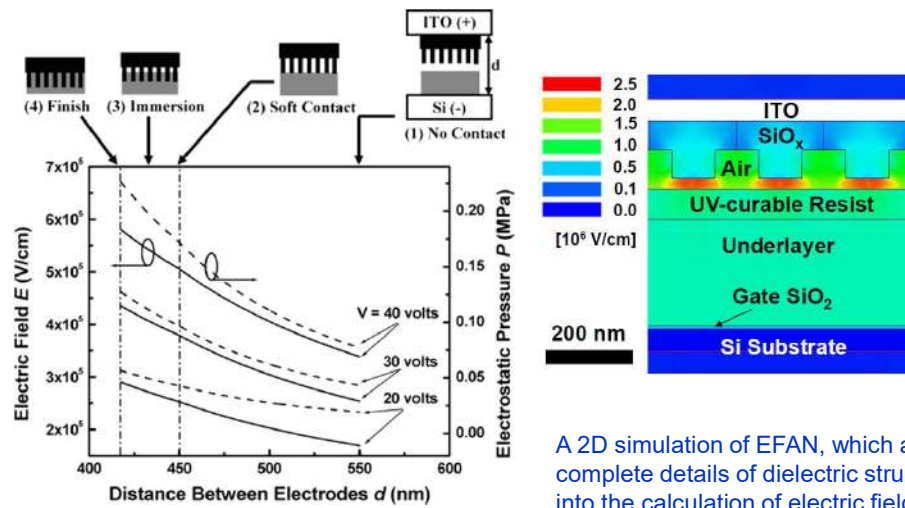 ITO (+)
d
Si (-)
(4) Finish
(3) Immersion
(2) Soft Contact
(1) No Contact
7x10⁵
6x10⁵
5x10⁵
4x10⁵
3x10⁵
2x10⁵
Electric Field E (V/cm)
V = 40 volts
30 volts
20 volts
0.20
0.15
0.10
0.05
0.00
Electrostatic Pressure P (MPa)
400
450
500
550
600
Distance Between Electrodes d (nm)
2.5
2.0
1.5
1.0
0.5
0.1
0.0
[10⁶ V/cm]
200 nm
ITO
SiOₓ
Air
UV-curable Resist
Underlayer
Gate SiO₂
Si Substrate
A 2D simulation of EFAN, which a
complete details of dielectric stru
into the calculation of electric field